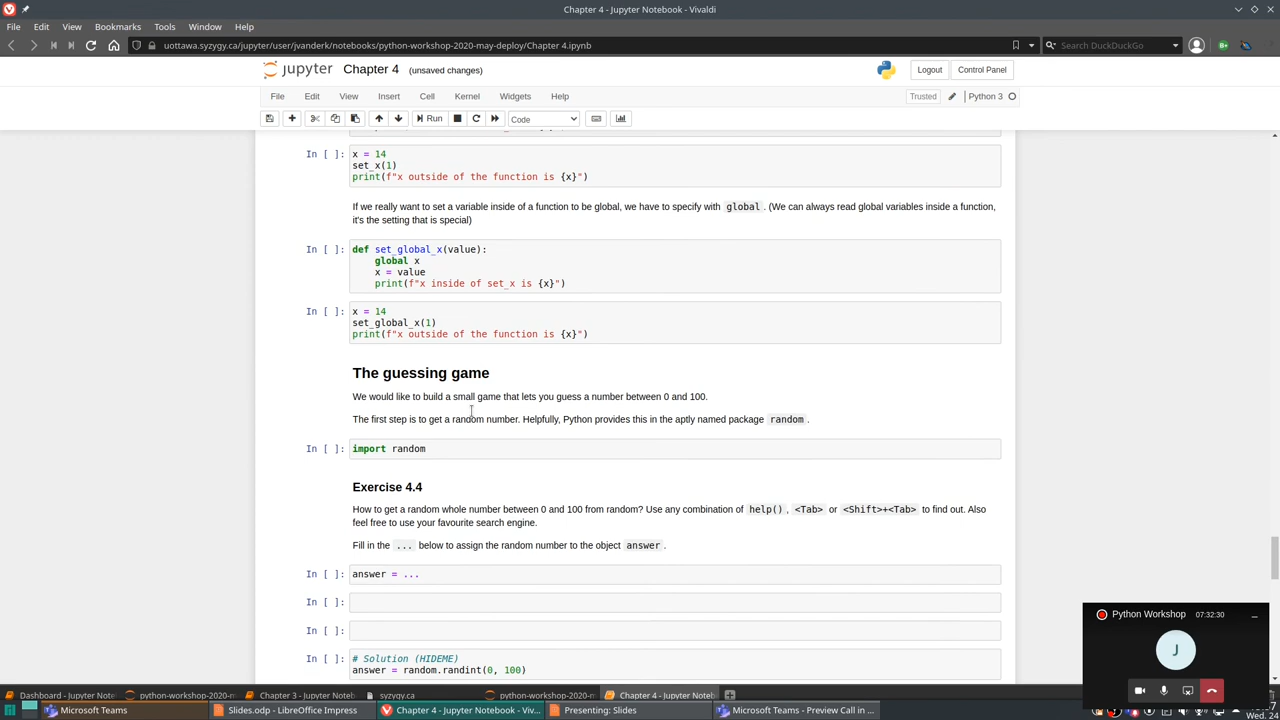 Chapter 4 - Jupyter Notebook - Vivaldi
File Edit View Bookmarks Tools Window Help
uottawa.syzygy.ca/jupyter/user/jvanderk/notebooks/python-workshop-2020-may-deploy/Chapter 4.ipynb
Search DuckDuckGo
jupyter Chapter 4 (unsaved changes)
Logout Control Panel
File Edit View Insert Cell Kernel Widgets Help
Trusted Python 3
Run Code
In [ ]: x = 14
set_x(1)
print(f"x outside of the function is {x}")
If we really want to set a variable inside of a function to be global, we have to specify with global . (We can always read global variables inside a function,
it's the setting that is special)
In [ ]: def set_global_x(value):
global x
x = value
print(f"x inside of set_x is {x}")
In [ ]: x = 14
set_global_x(1)
print(f"x outside of the function is {x}")
The guessing game
We would like to build a small game that lets you guess a number between 0 and 100.
The first step is to get a random number. Helpfully, Python provides this in the aptly named package random .
In [ ]: import random
Exercise 4.4
How to get a random whole number between 0 and 100 from random? Use any combination of help() , <Tab> or <Shift>+<Tab> to find out. Also
feel free to use your favourite search engine.
Fill in the ... below to assign the random number to the object answer .
In [ ]: answer = ...
In [ ]:
In [ ]:
In [ ]: # Solution (HIDEME)
answer = random.randint(0, 100)
Python Workshop 07:32:30
J
Dashboard - Jupyter Note python-workshop-2020-m Chapter 3 - Jupyter Noteb syzygy.ca python-workshop-2020-m Chapter 4 - Jupyter Noteb
Microsoft Teams Slides.odp - LibreOffice Impress Chapter 4 - Jupyter Notebook - Viv... Presenting: Slides Microsoft Teams - Preview Call in ...
Wed. 24